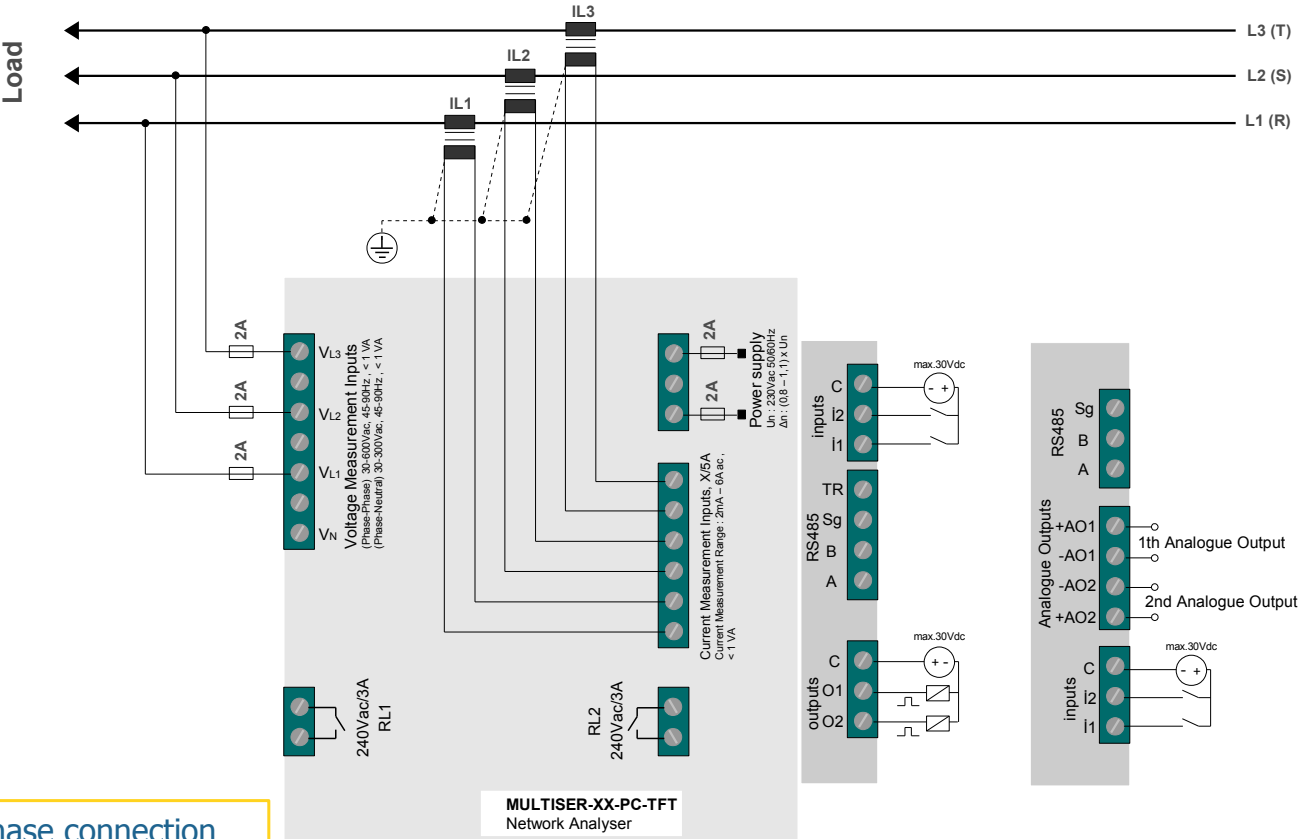 IL3
L3 (T)
IL2
L2 (S)
IL1
L1 (R)
Load
2A
VL3
2A
VL2
2A
VL1
VN
Voltage Measurement Inputs
(Phase-Phase) 30-600Vac, 45-90Hz , < 1 VA
(Phase-Neutral) 30-300Vac, 45-90Hz , < 1 VA
2A
2A
Power supply
Un : 230Vac 50/60Hz
Δn : (0,8 – 1,1) x Un
Current Measurement Inputs, X/5A
Current Measurement Range : 2mA – 6A ac ,
< 1 VA
240Vac/3A
RL1
RL2
240Vac/3A
MULTISER-XX-PC-TFT
Network Analyser
hase connection
max.30Vdc
- +
inputs
C
İ2
İ1
RS485
TR
Sg
B
A
max.30Vdc
+ -
outputs
C
O1
O2
RS485
Sg
B
A
Analogue Outputs
+AO1
-AO1
-AO2
+AO2
1th Analogue Output
2nd Analogue Output
max.30Vdc
- +
inputs
C
İ2
İ1